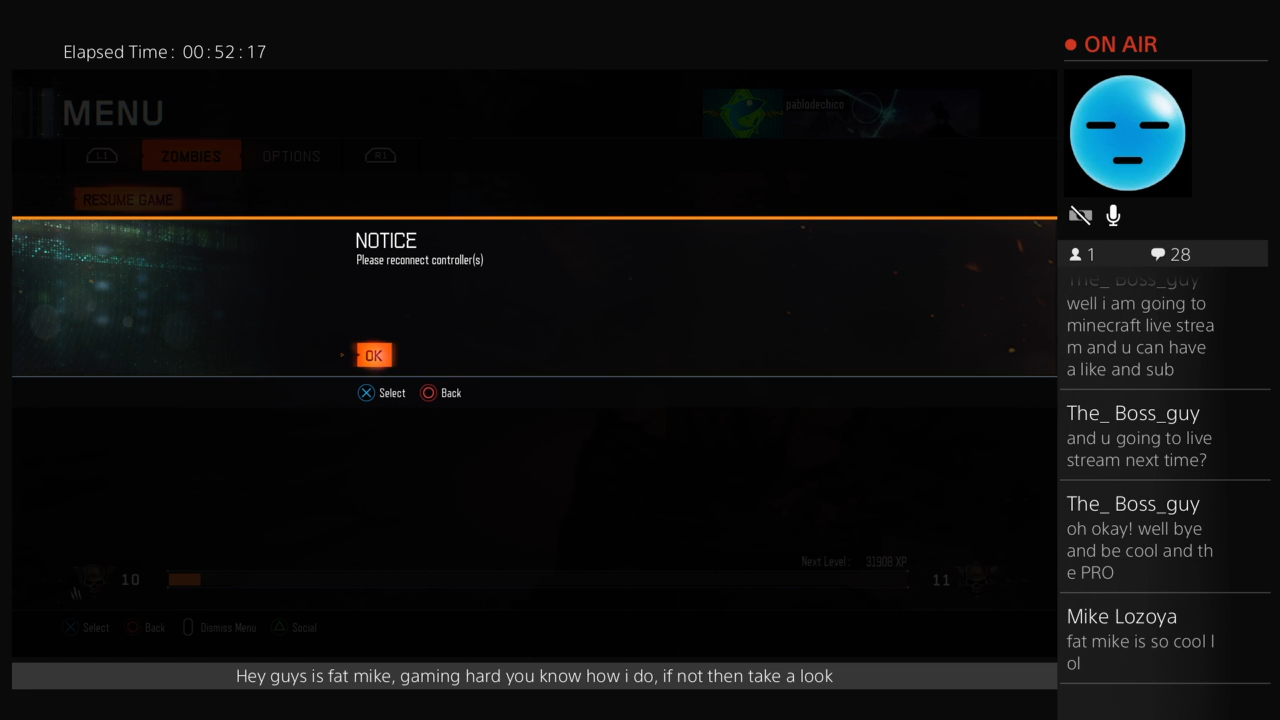 Elapsed Time: 00:52:17
ON AIR
MENU
pablodechico
L1
ZOMBIES
OPTIONS
R1
RESUME GAME
NOTICE
Please reconnect controller(s)
OK
Select
Back
Next Level: 31908 XP
10
11
Select
Back
Dismiss Menu
Social
Hey guys is fat mike, gaming hard you know how i do, if not then take a look
1
28
The_ Boss_guy
well i am going to
minecraft live strea
m and u can have
a like and sub
The_ Boss_guy
and u going to live
stream next time?
The_ Boss_guy
oh okay! well bye
and be cool and th
e PRO
Mike Lozoya
fat mike is so cool l
ol